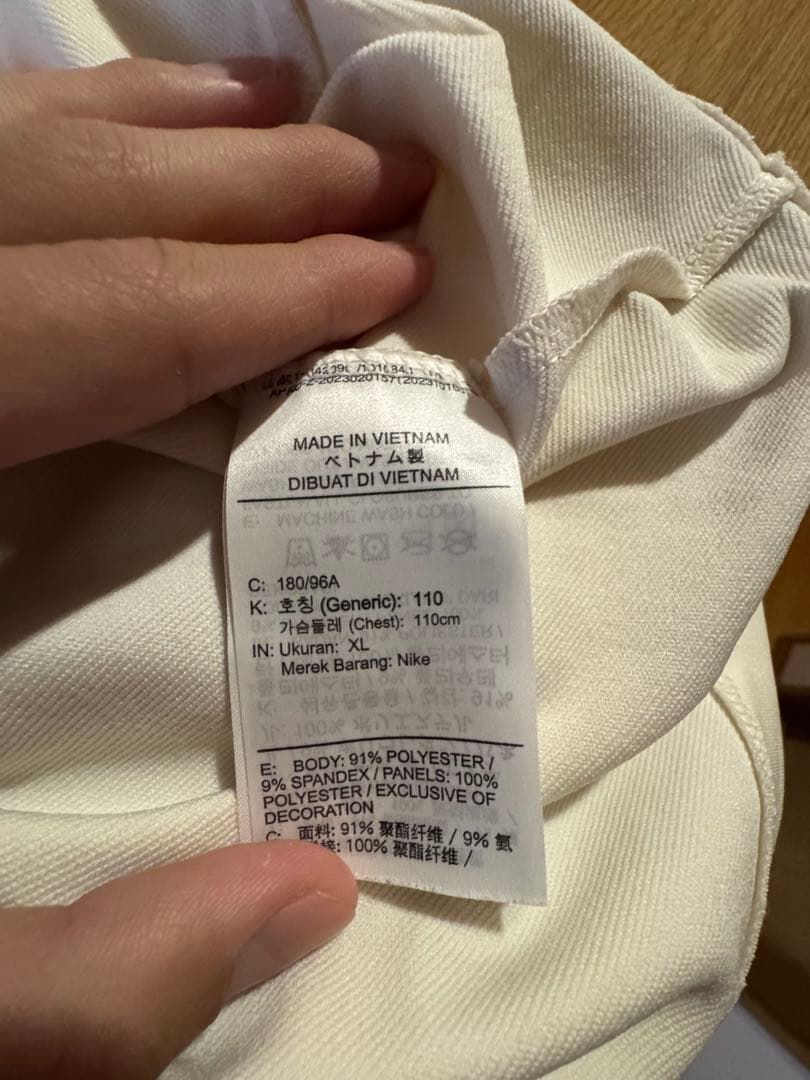 MADE IN VIETNAM
ベトナム製
DIBUAT DI VIETNAM
C: 180/96A
K: 호칭 (Generic): 110
가슴둘레 (Chest): 110cm
IN: Ukuran: XL
Merek Barang: Nike
E: BODY: 91% POLYESTER /
9% SPANDEX / PANELS: 100%
POLYESTER / EXCLUSIVE OF
DECORATION
C: 面料: 91% 聚酯纤维 / 9% 氨
100% 聚酯纤维 /